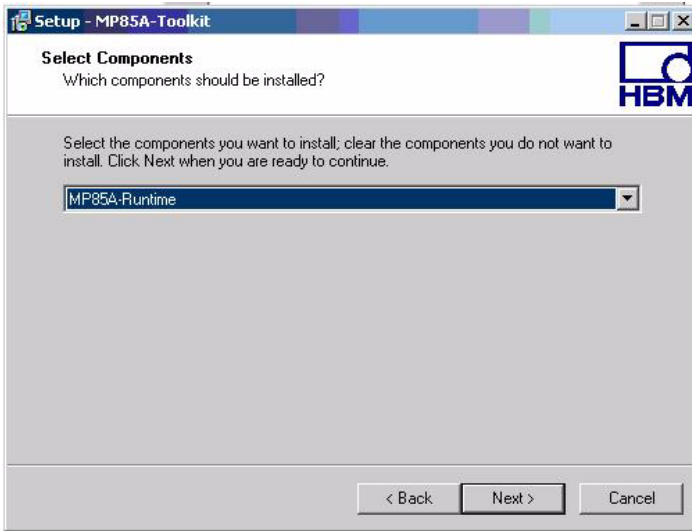 Setup - MP85A-Toolkit
Select Components
Which components should be installed?
HBM
Select the components you want to install; clear the components you do not want to
install. Click Next when you are ready to continue.
MP85A-Runtime
< Back
Next >
Cancel